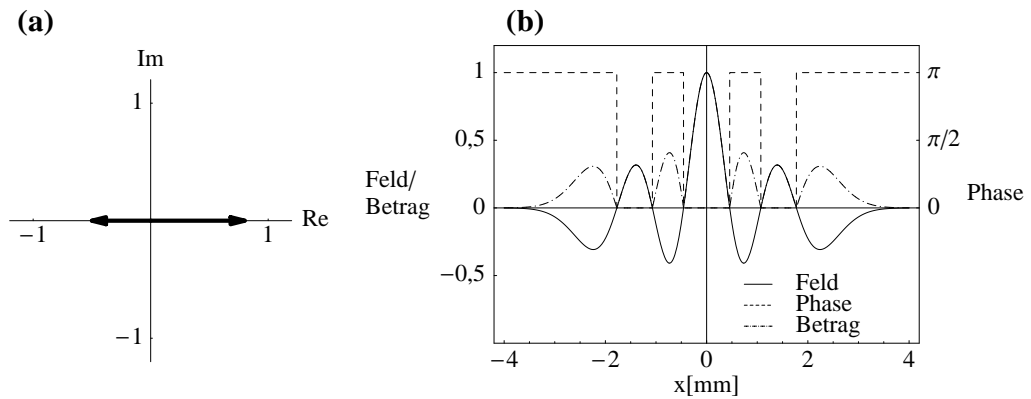 (a)
Im
1
−1
1
Re
−1
(b)
Feld/
Betrag
1
0,5
0
−0,5
π
π/2
0
Phase
Feld
Phase
Betrag
−4
−2
0
2
4
x[mm]